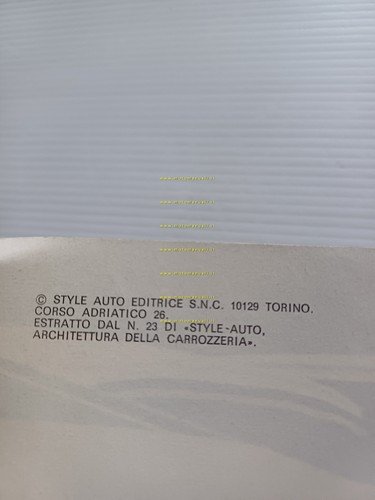 © STYLE AUTO EDITRICE S.N.C. 10129 TORINO.
CORSO ADRIATICO 26.
ESTRATTO DAL N. 23 DI «STYLE-AUTO,
ARCHITETTURA DELLA CARROZZERIA».